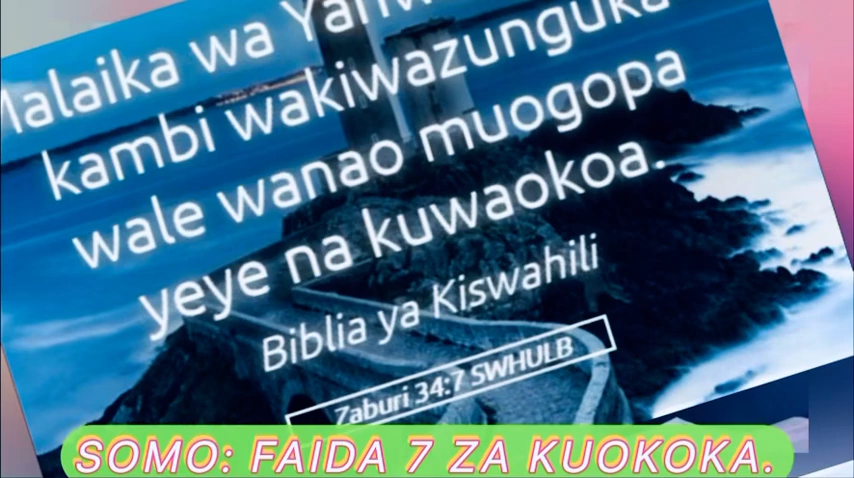 Malaika wa
kambi wakiwazunguka
wale wanao muogopa
yeye na kuwaokoa.
Biblia ya Kiswahili
Zaburi 34:7 SWHULB
SOMO: FAIDA 7 ZA KUOKOKA.